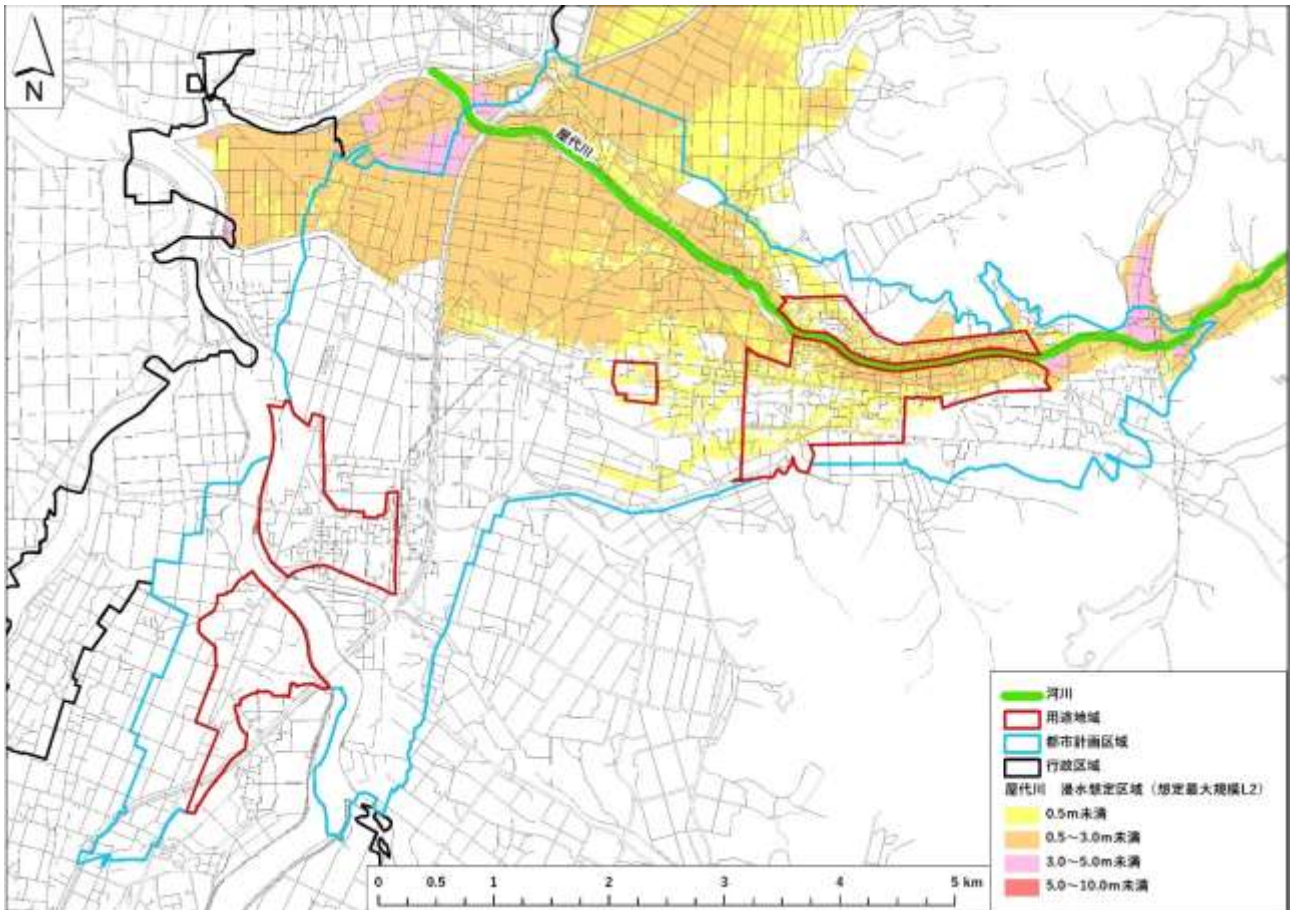 N
屋代川
河川
用途地域
都市計画区域
行政区域
屋代川 浸水想定区域（想定最大規模L2）
0.5m未満
0.5～3.0m未満
3.0～5.0m未満
5.0～10.0m未満
0 0.5 1 2 3 4 5 km